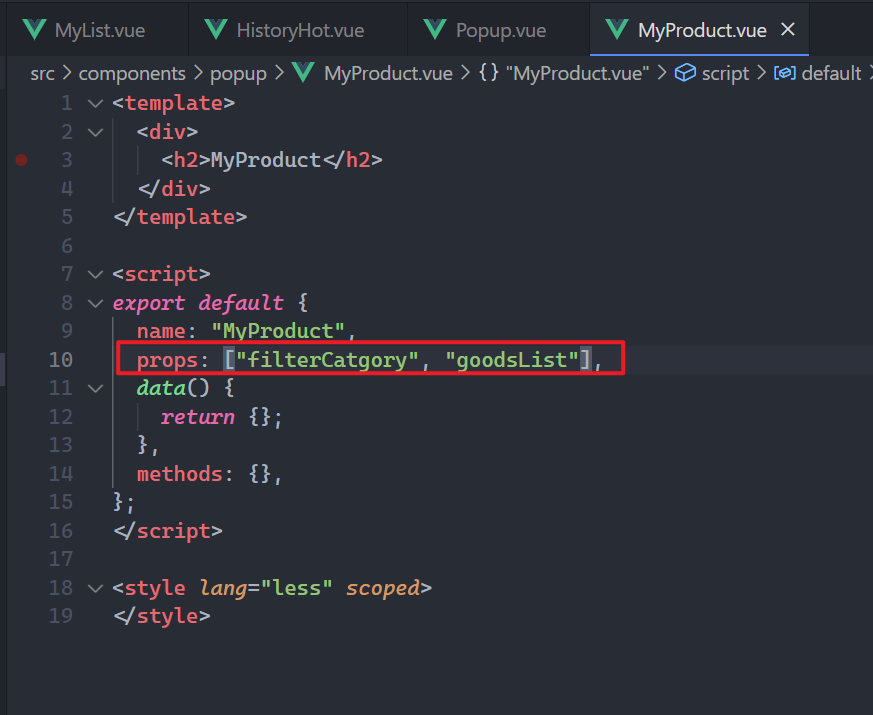 MyList.vue HistoryHot.vue Popup.vue MyProduct.vue
src > components > popup > MyProduct.vue > {} "MyProduct.vue" > script > default
1 <template>
2 <div>
3 <h2>MyProduct</h2>
4 </div>
5 </template>
6
7 <script>
8 export default {
9 name: "MyProduct",
10 props: ["filterCatgory", "goodsList"],
11 data() {
12 return {};
13 },
14 methods: {},
15 };
16 </script>
17
18 <style lang="less" scoped>
19 </style>